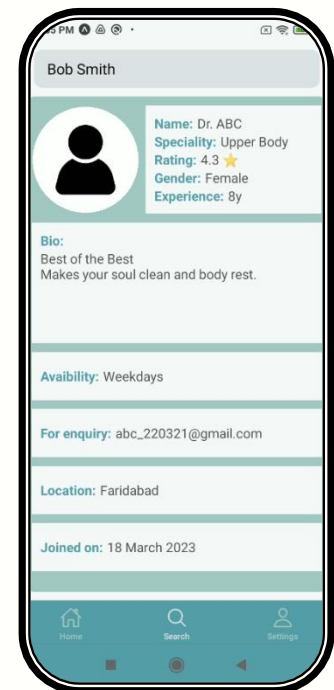 PM
Bob Smith
Name: Dr. ABC
Speciality: Upper Body
Rating: 4.3 ⭐
Gender: Female
Experience: 8y
Bio:
Best of the Best
Makes your soul clean and body rest.
Avaibility: Weekdays
For enquiry: abc_220321@gmail.com
Location: Faridabad
Joined on: 18 March 2023
Home
Search
Settings